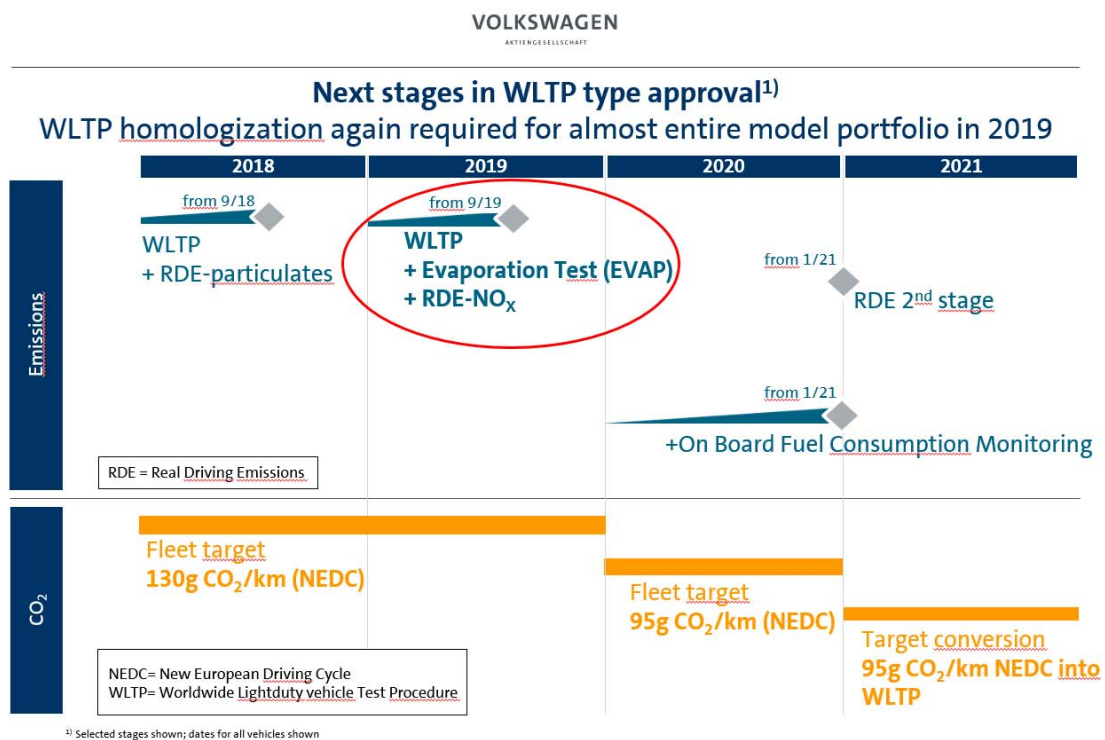 VOLKSWAGEN
AKTIENGESELLSCHAFT
Next stages in WLTP type approval¹⁾
WLTP homologization again required for almost entire model portfolio in 2019
2018 2019 2020 2021
Emissions
from 9/18
WLTP
+ RDE-particulates
from 9/19
WLTP
+ Evaporation Test (EVAP)
+ RDE-NOX
from 1/21
RDE 2nd stage
from 1/21
+On Board Fuel Consumption Monitoring
RDE = Real Driving Emissions
CO₂
Fleet target
130g CO₂/km (NEDC)
Fleet target
95g CO₂/km (NEDC)
Target conversion
95g CO₂/km NEDC into
WLTP
NEDC= New European Driving Cycle
WLTP= Worldwide Lightduty vehicle Test Procedure
¹⁾ Selected stages shown; dates for all vehicles shown